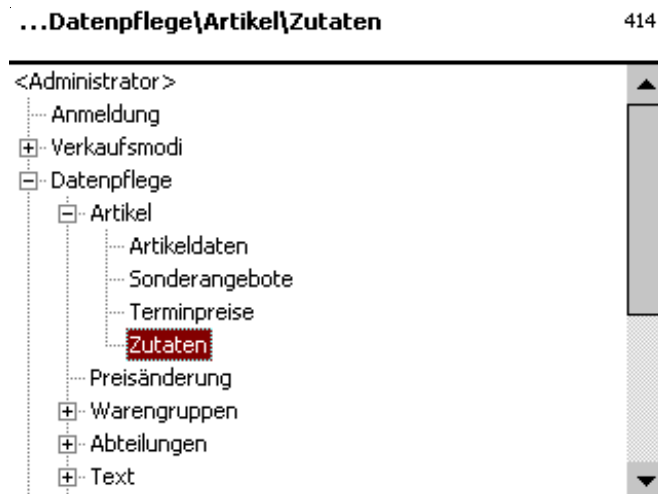 ...Datenpflege\Artikel\Zutaten 414
<Administrator>
Anmeldung
Verkaufsmodi
Datenpflege
Artikel
Artikeldaten
Sonderangebote
Terminpreise
Zutaten
Preisänderung
Warengruppen
Abteilungen
Text